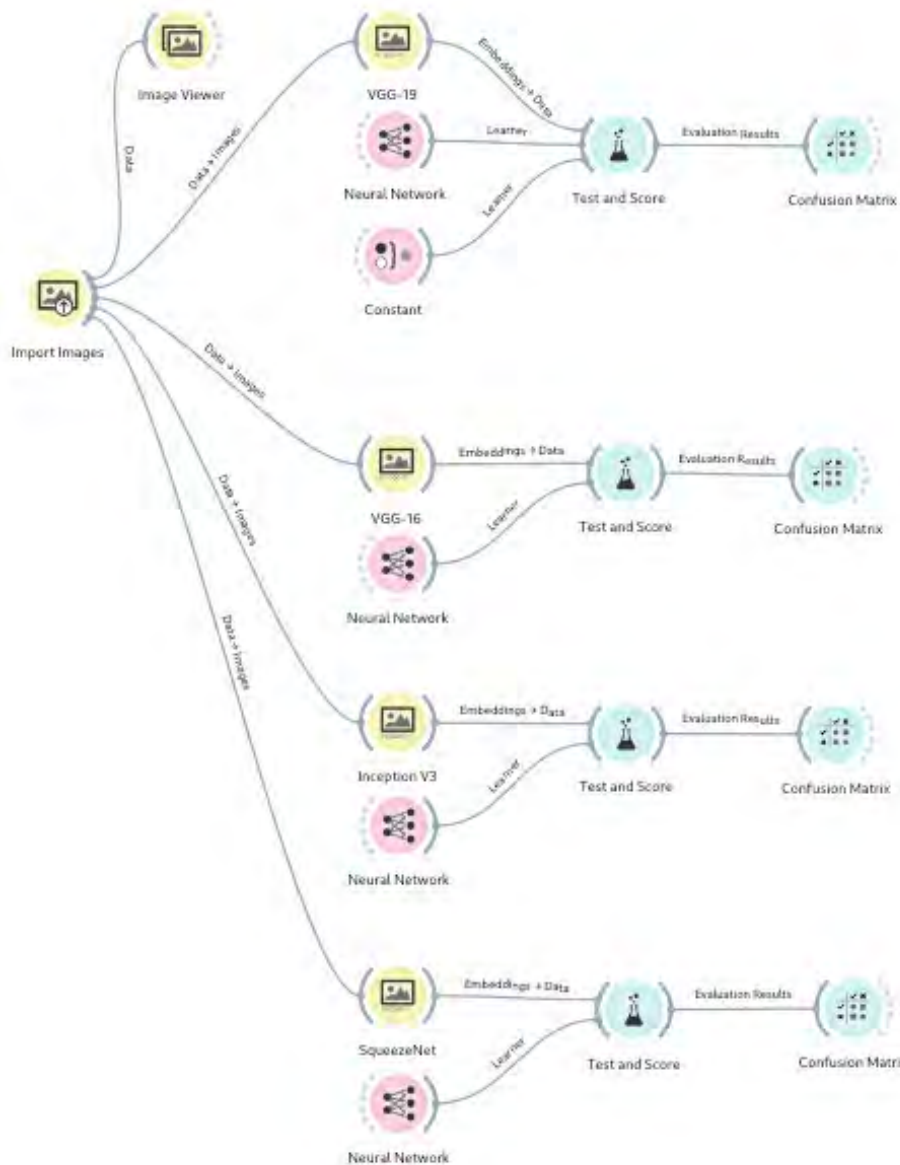 Image Viewer
VGG-19
Data
Data → Images
Embeddings → Data
Learner
Neural Network
Learner
Constant
Test and Score
Evaluation Results
Confusion Matrix
Import Images
Data → Images
VGG-16
Embeddings → Data
Learner
Neural Network
Test and Score
Evaluation Results
Confusion Matrix
Data → Images
Inception V3
Embeddings → Data
Learner
Neural Network
Test and Score
Evaluation Results
Confusion Matrix
Data → Images
SqueezeNet
Embeddings → Data
Learner
Neural Network
Test and Score
Evaluation Results
Confusion Matri